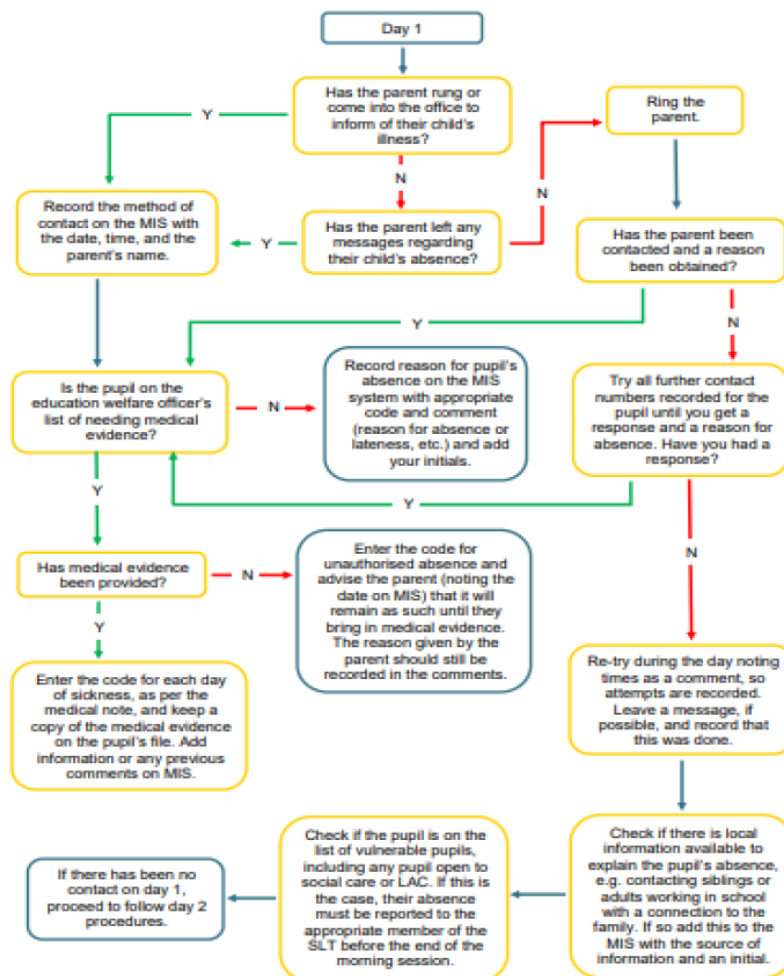 Day 1
Has the parent rung or
come into the office to
inform of their child's
illness?
Y
N
Ring the
parent.
N
Record the method of
contact on the MIS with
the date, time, and the
parent's name.
Y
Has the parent left any
messages regarding
their child's absence?
Has the parent been
contacted and a reason
been obtained?
Y
N
Is the pupil on the
education welfare officer's
list of needing medical
evidence?
N
Record reason for pupil's
absence on the MIS
system with appropriate
code and comment
(reason for absence or
lateness, etc.) and add
your initials.
Try all further contact
numbers recorded for the
pupil until you get a
response and a reason for
absence. Have you had a
response?
Y
Y
N
Has medical evidence
been provided?
N
Enter the code for
unauthorised absence and
advise the parent (noting the
date on MIS) that it will
remain as such until they
bring in medical evidence.
The reason given by the
parent should still be
recorded in the comments.
Y
Enter the code for each day
of sickness, as per the
medical note, and keep a
copy of the medical evidence
on the pupil's file. Add
information or any previous
comments on MIS.
Re-try during the day noting
times as a comment, so
attempts are recorded.
Leave a message, if
possible, and record that
this was done.
Check if there is local
information available to
explain the pupil's absence,
e.g. contacting siblings or
adults working in school
with a connection to the
family. If so add this to the
MIS with the source of
information and an initial.
Check if the pupil is on the
list of vulnerable pupils,
including any pupil open to
social care or LAC. If this is
the case, their absence
must be reported to the
appropriate member of the
SLT before the end of the
morning session.
If there has been no
contact on day 1,
proceed to follow day 2
procedures.